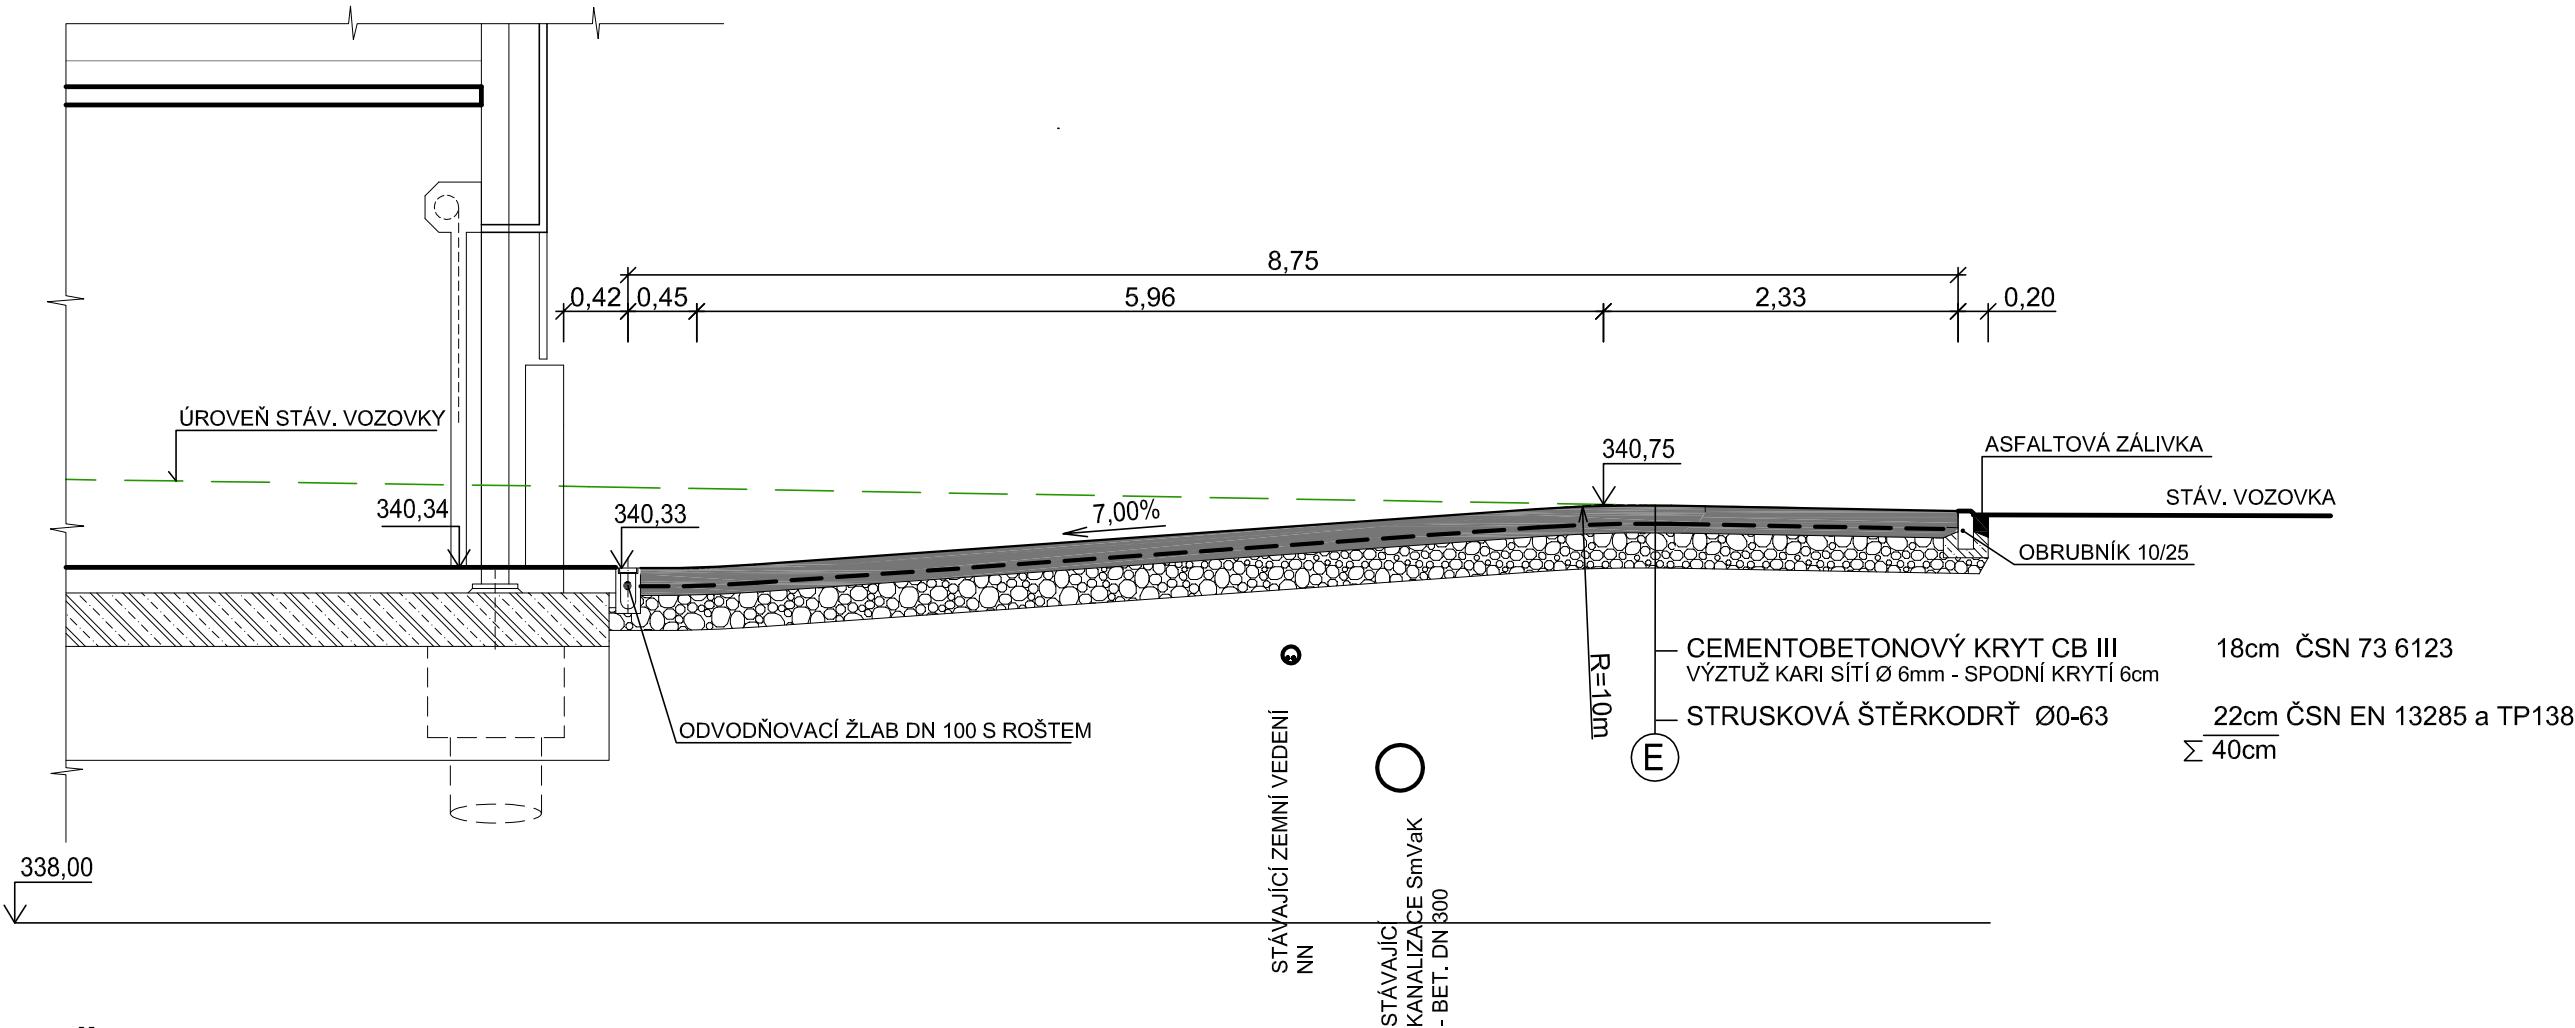 8,75
0,42
0,45
5,96
2,33
0,20
ÚROVEŇ STÁV. VOZOVKY
340,75
ASFALTOVÁ ZÁLIVKA
STÁV. VOZOVKA
340,34
340,33
7,00%
OBRUBNÍK 10/25
CEMENTOBETONOVÝ KRYT CB III 18cm ČSN 73 6123
VÝZTUŽ KARI SÍTÍ Ø 6mm - SPODNÍ KRYTÍ 6cm
STRUSKOVÁ ŠTĚRKODRŤ Ø0-63 22cm ČSN EN 13285 a TP138
∑ 40cm
R=10m
E
ODVODŇOVACÍ ŽLAB DN 100 S ROŠTEM
STÁVAJÍCÍ ZEMNÍ VEDENÍ
NN
STÁVAJÍCÍ
KANALIZACE SmVaK
- BET. DN 300
338,00